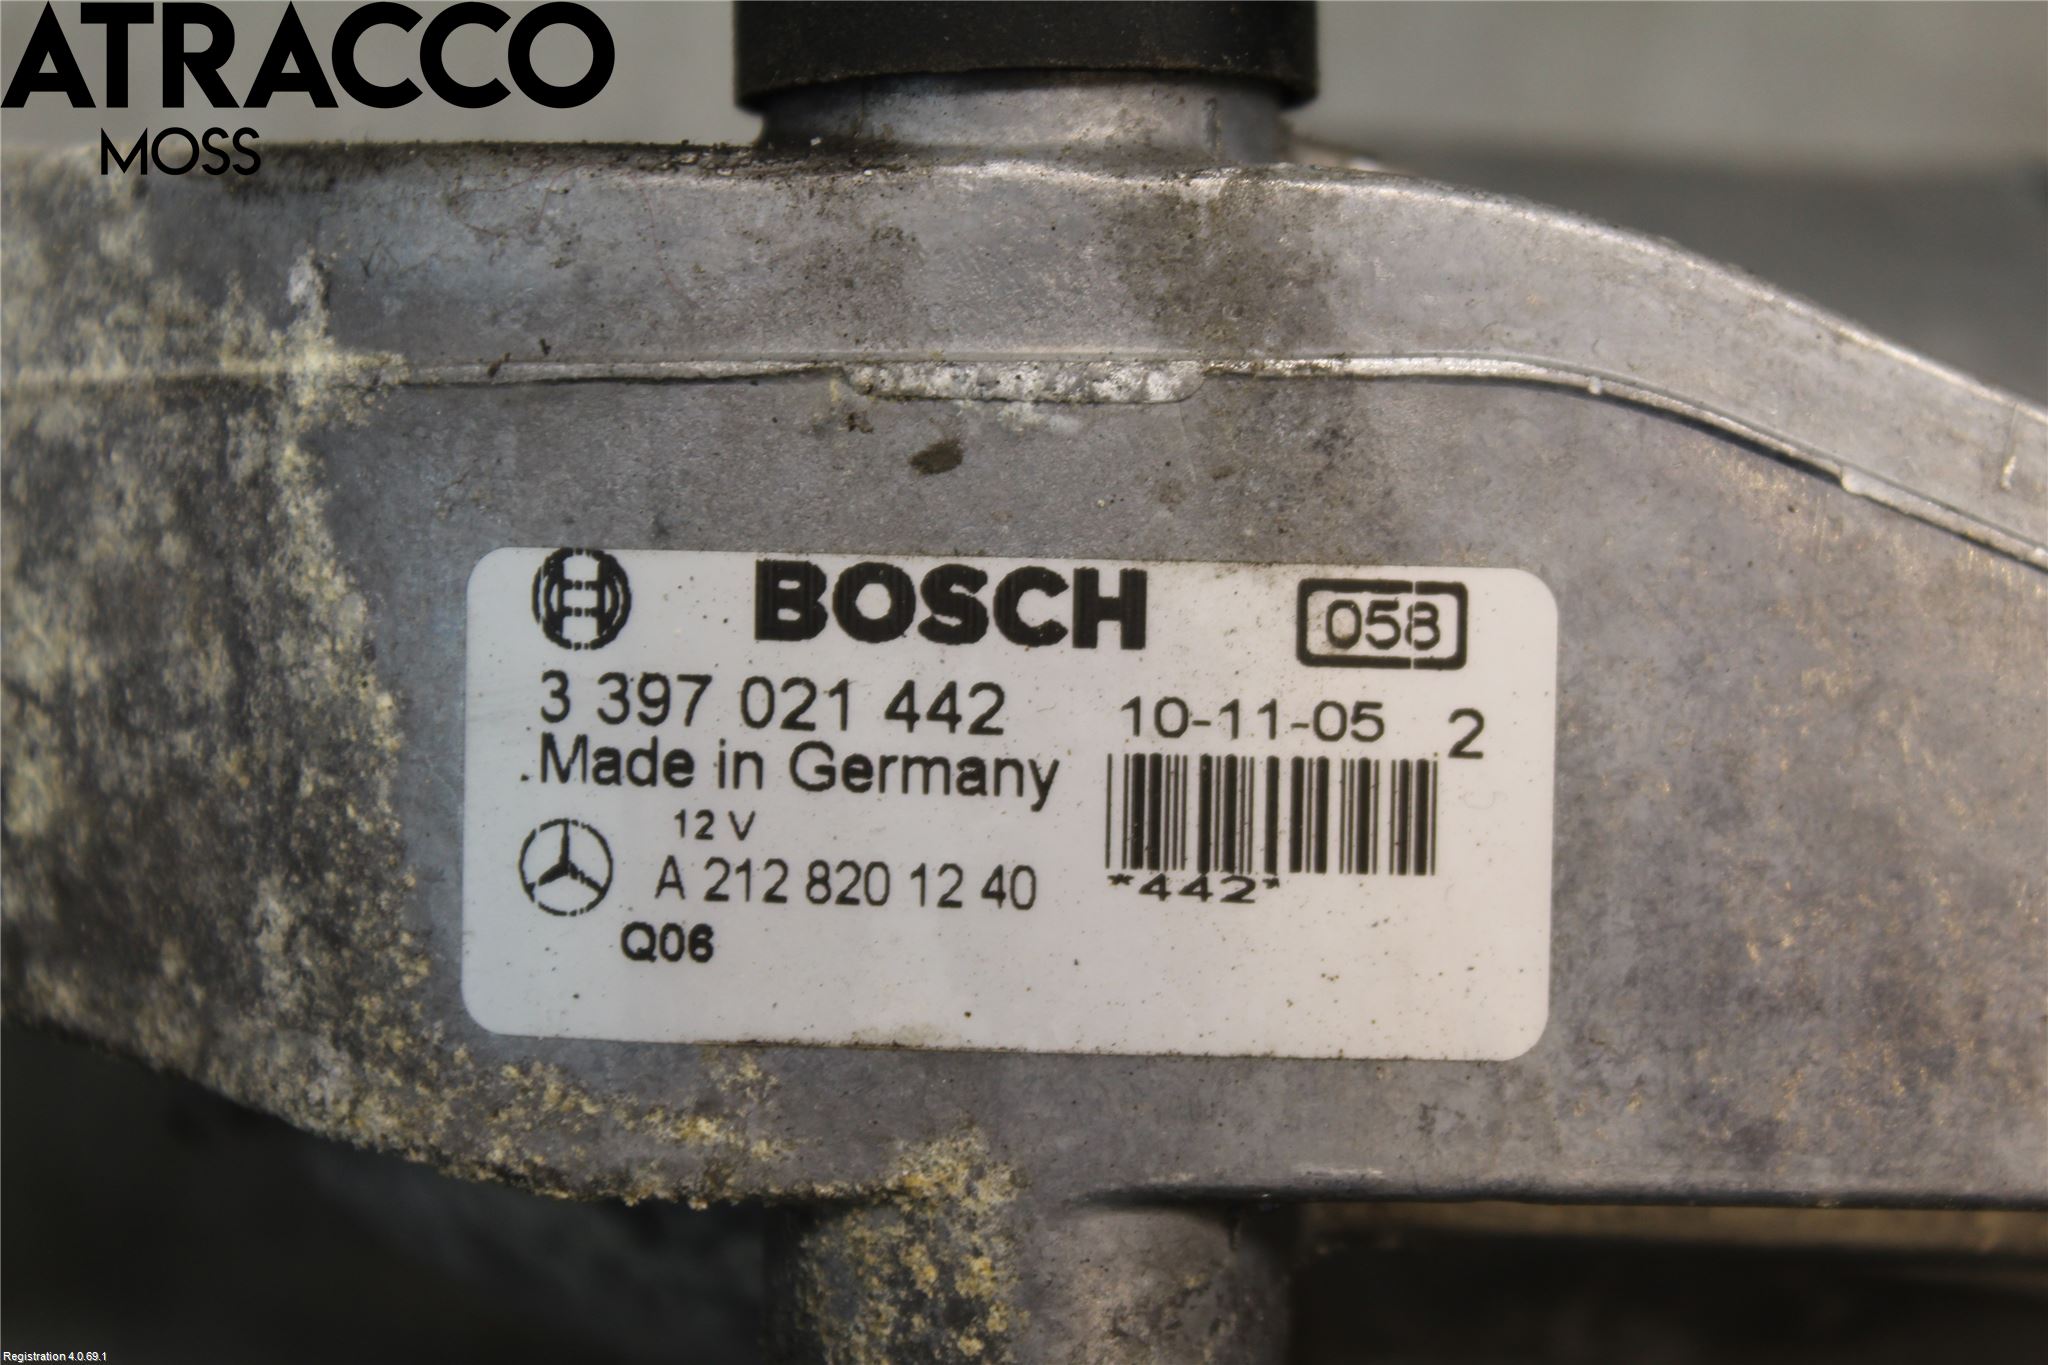 ATRACCO
MOSS
BOSCH 058
3 397 021 442 10-11-05 2
Made in Germany
12 V
A 212 820 12 40 *442*
Q06
Registration 4.0.69.1